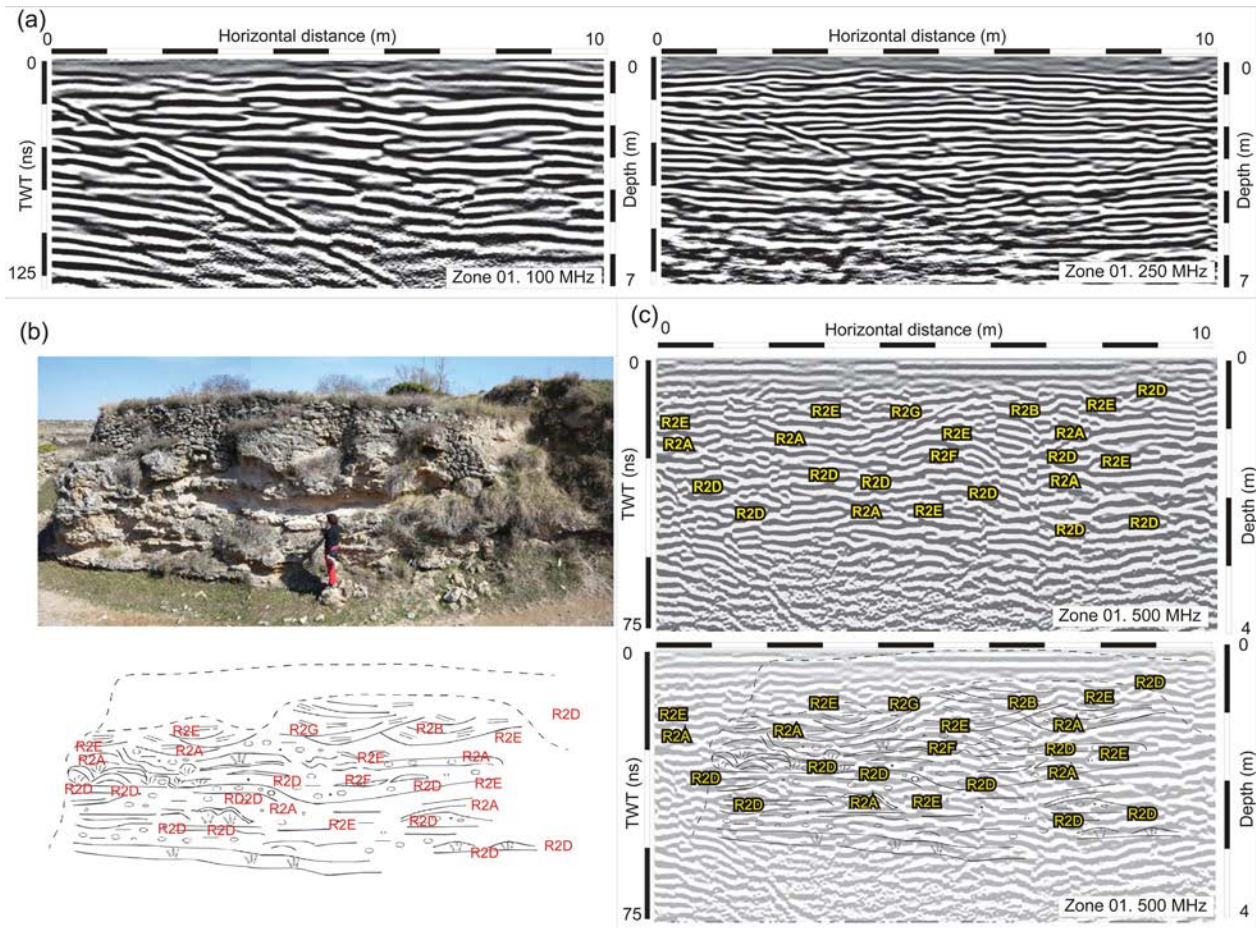 (a)
0 Horizontal distance (m) 10
0 Horizontal distance (m) 10
0
TWT (ns)
125
0
Depth (m)
7
Zone 01. 100 MHz
0
Depth (m)
7
Zone 01. 250 MHz
(b)
(c)
0 Horizontal distance (m) 10
0
TWT (ns)
75
0
Depth (m)
4
R2D
R2E
R2E R2G R2B
R2E
R2A R2A R2E R2A
R2F R2D R2E
R2D R2D R2A
R2D R2D
R2D R2A R2E
R2D R2D
Zone 01. 500 MHz
R2D
R2E R2G R2B R2E
R2E R2A
R2A R2E R2A
R2D R2D R2D R2F R2D R2E
RD2D R2A R2A
R2D R2D R2E R2D
R2D R2D
0
TWT (ns)
75
0
Depth (m)
4
R2D
R2E R2G R2B R2E
R2E
R2A R2A R2E R2A
R2F R2D R2E
R2D R2D R2D R2A
R2D
R2D R2A R2E
R2D R2D
Zone 01. 500 MHz